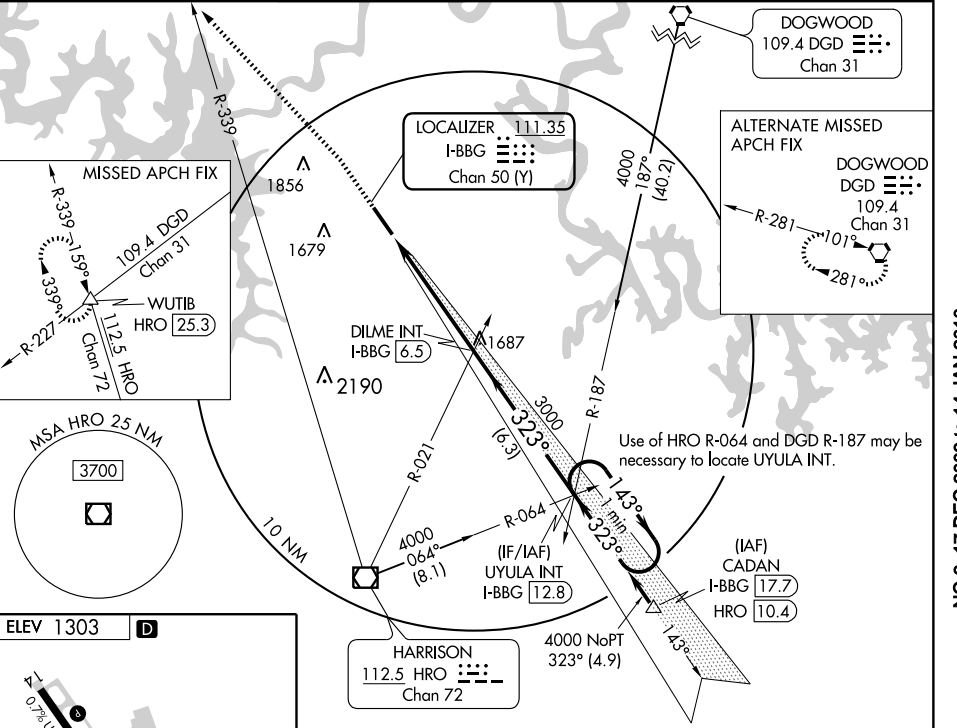 DOGWOOD
109.4 DGD
Chan 31
R-339
LOCALIZER 111.35
I-BBG
Chan 50 (Y)
4000
187°
(40.2)
ALTERNATE MISSED
APCH FIX
DOGWOOD
DGD
109.4
Chan 31
R-281
101°
281°
MISSED APCH FIX
R-339
159°
339°
109.4 DGD
Chan 31
WUTIB
HRO 25.3
R-227
112.5 HRO
Chan 72
1856
1679
DILME INT
I-BBG 6.5
1687
2190
R-187
3000
323°
(6.3)
R-021
Use of HRO R-064 and DGD R-187 may be
necessary to locate UYULA INT.
MSA HRO 25 NM
3700
10 NM
4000
064°
(8.1)
R-064
143°
1 min
323°
(IF/IAF)
UYULA INT
I-BBG 12.8
(IAF)
CADAN
I-BBG 17.7
HRO 10.4
4000 NoPT
323° (4.9)
143°
HARRISON
112.5 HRO
Chan 72
ELEV 1303 D
P